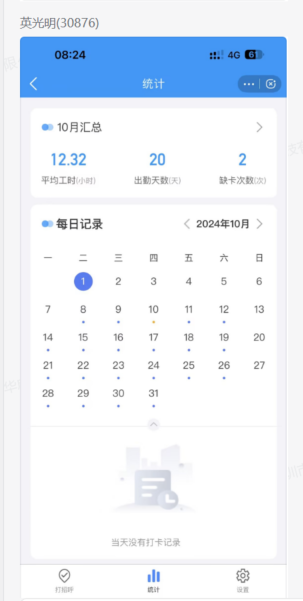 英光明(30876)
08:24
4G 6
统计
10月汇总
12.32 20 2
平均工时(小时) 出勤天数(天) 缺卡次数(次)
每日记录 2024年10月
一 二 三 四 五 六 日
1 2 3 4 5 6
7 8 9 10 11 12 13
14 15 16 17 18 19 20
21 22 23 24 25 26 27
28 29 30 31
当天没有打卡记录
打招呼 统计 设置